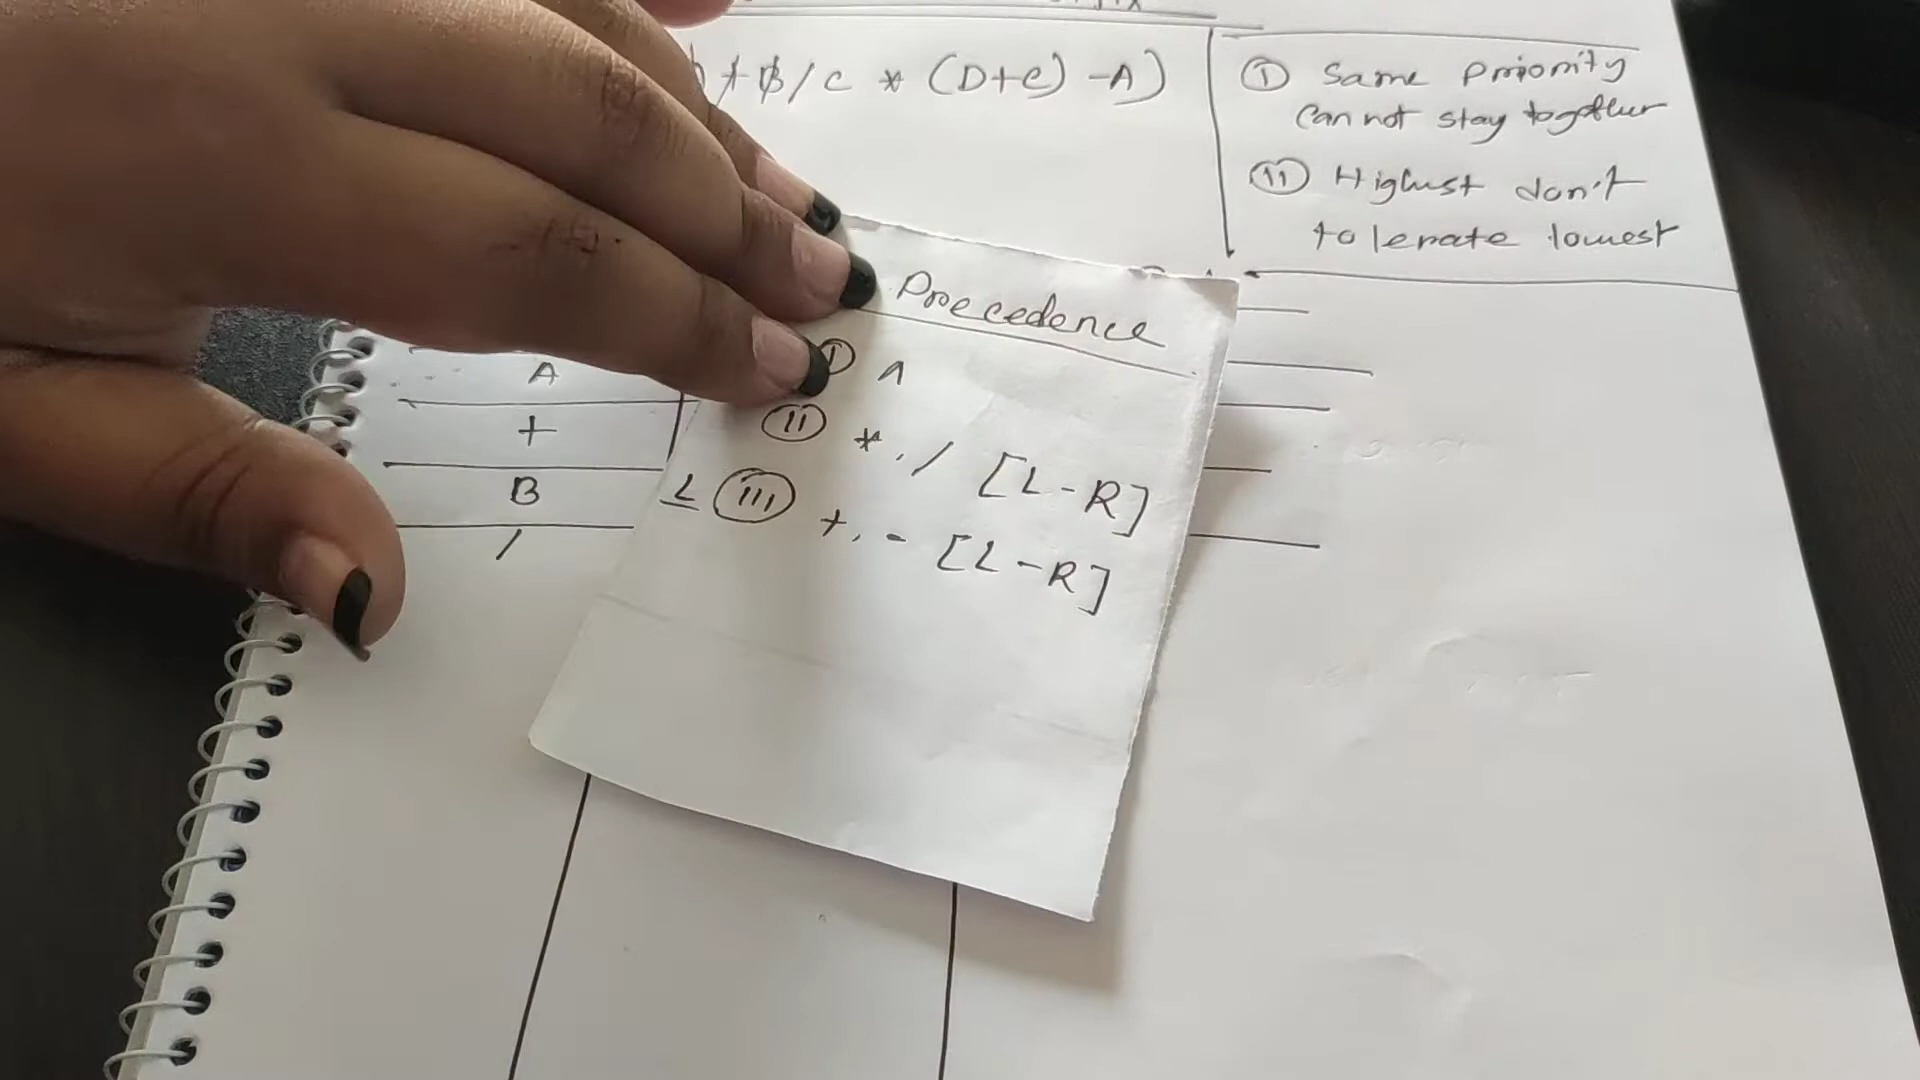 + B / C * (D+C) -A)
① Same Priority
can not stay together
⑪ Highest don't
tolerate lowest
Precedence
① ^
⑪ *, / [L-R]
L ⑪⑪ +, - [L-R]
A
+
B
/